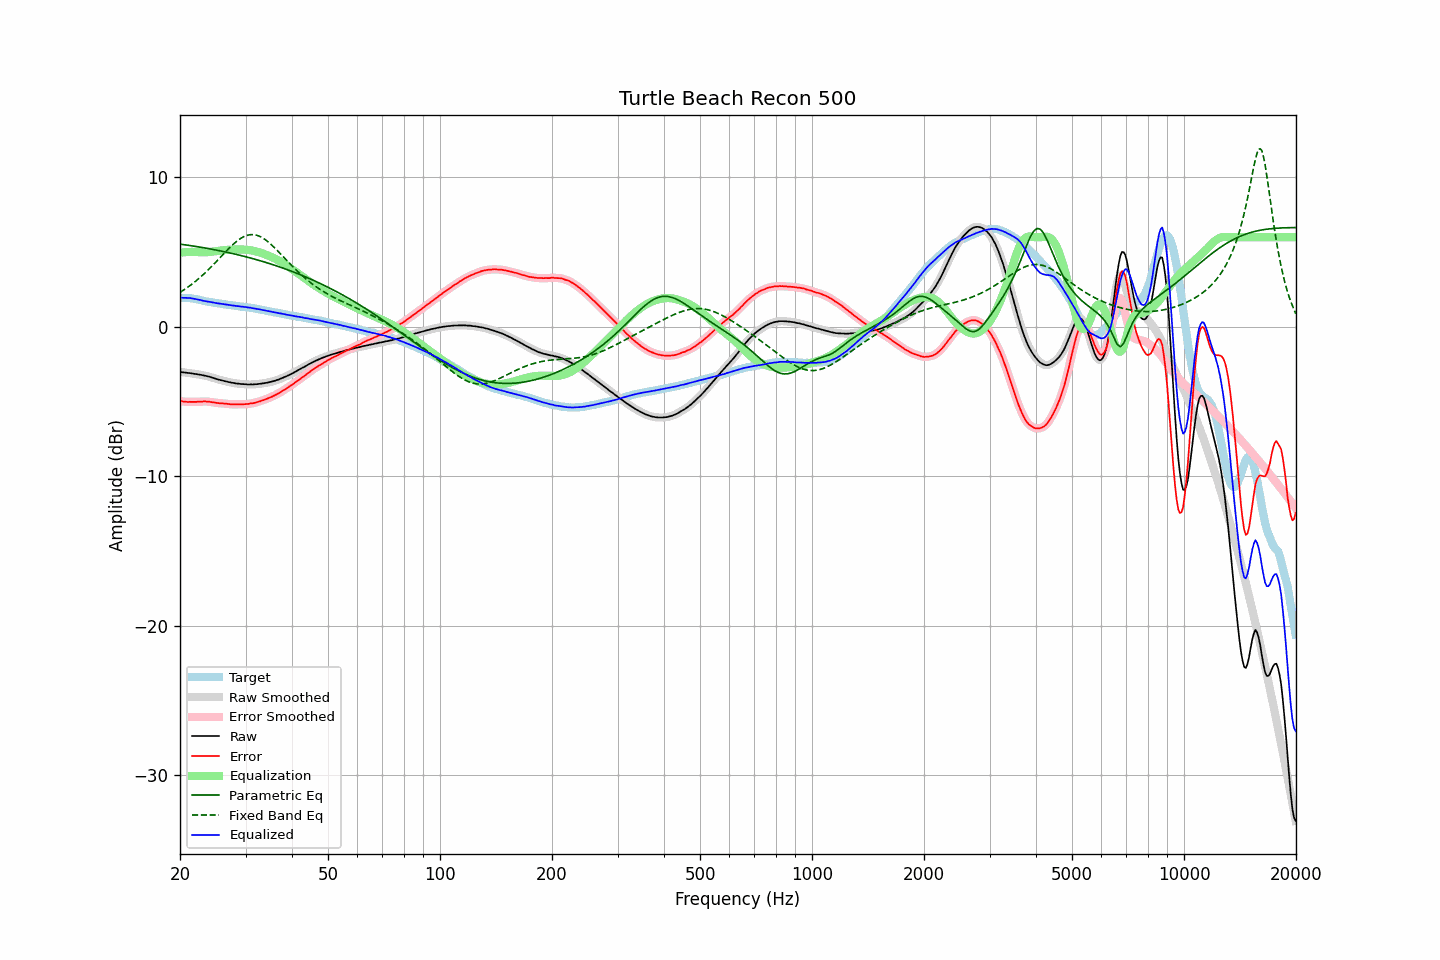 Turtle Beach Recon 500
Amplitude (dBr)
10
0
−10
−20
−30
Target
Raw Smoothed
Error Smoothed
Raw
Error
Equalization
Parametric Eq
Fixed Band Eq
Equalized
20 50 100 200 500 1000 2000 5000 10000 20000
Frequency (Hz)